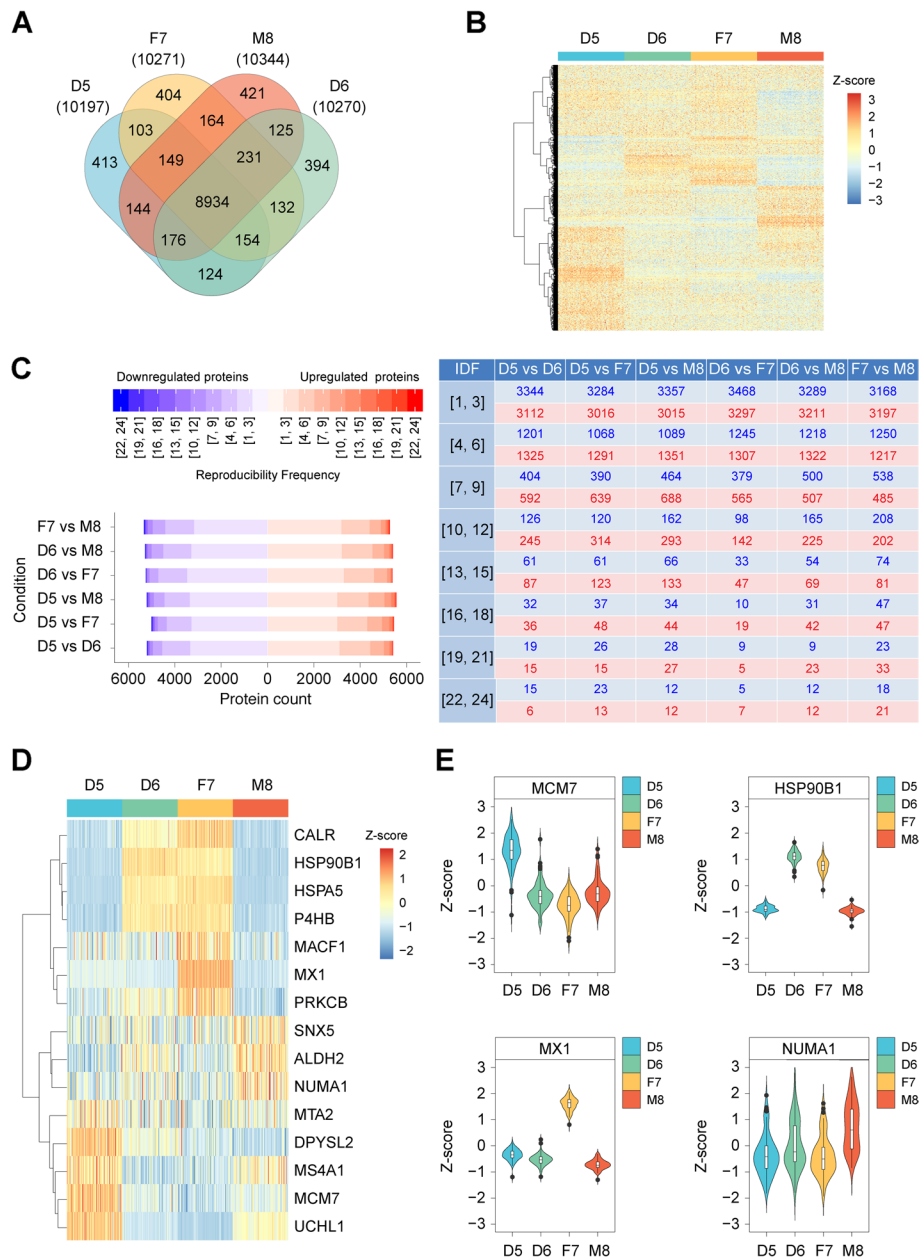 A
F7
(10271)
M8
(10344)
D5
(10197)
D6
(10270)
404
421
103
164
125
413
149
231
394
144
8934
132
176
154
124
B
D5 D6 F7 M8
Z-score
3
2
1
0
−1
−2
−3
C
Downregulated proteins
Upregulated proteins
[22, 24] [19, 21] [16, 18] [13, 15] [10, 12] [7, 9] [4, 6] [1, 3] [1, 3] [4, 6] [7, 9] [10, 12] [13, 15] [16, 18] [19, 21] [22, 24]
Reproducibility Frequency
Condition
F7 vs M8
D6 vs M8
D6 vs F7
D5 vs M8
D5 vs F7
D5 vs D6
6000 4000 2000 0 2000 4000 6000
Protein count
IDF D5 vs D6 D5 vs F7 D5 vs M8 D6 vs F7 D6 vs M8 F7 vs M8
[1, 3] 3344 3284 3357 3468 3289 3168
3112 3016 3015 3297 3211 3197
[4, 6] 1201 1068 1089 1245 1218 1250
1325 1291 1351 1307 1322 1217
[7, 9] 404 390 464 379 500 538
592 639 688 565 507 485
[10, 12] 126 120 162 98 165 208
245 314 293 142 225 202
[13, 15] 61 61 66 33 54 74
87 123 133 47 69 81
[16, 18] 32 37 34 10 31 47
36 48 44 19 42 47
[19, 21] 19 26 28 9 9 23
15 15 27 5 23 33
[22, 24] 15 23 12 5 12 18
6 13 12 7 12 21
D
D5 D6 F7 M8
CALR
HSP90B1
HSPA5
P4HB
MACF1
MX1
PRKCB
SNX5
ALDH2
NUMA1
MTA2
DPYSL2
MS4A1
MCM7
UCHL1
Z-score
2
1
0
−1
−2
E
MCM7
Z-score
3
2
1
0
−1
−2
−3
D5 D6 F7 M8
D5
D6
F7
M8
HSP90B1
Z-score
3
2
1
0
−1
−2
−3
D5 D6 F7 M8
D5
D6
F7
M8
MX1
Z-score
3
2
1
0
−1
−2
−3
D5 D6 F7 M8
D5
D6
F7
M8
NUMA1
Z-score
3
2
1
0
−1
−2
−3
D5 D6 F7 M8
D5
D6
F7
M8